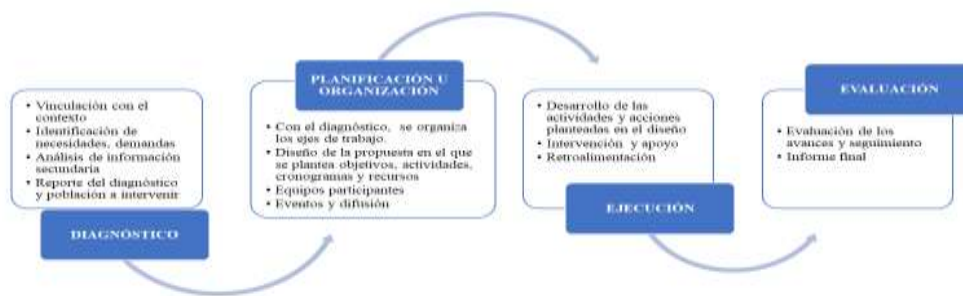 • Vinculación con el
contexto
• Identificación de
necesidades, demandas
• Análisis de información
secundaria
• Reporte del diagnóstico
y población a intervenir
DIAGNÓSTICO
PLANIFICACIÓN U
ORGANIZACIÓN
• Con el diagnóstico, se organiza
los ejes de trabajo.
• Diseño de la propuesta en el que
se plantea objetivos, actividades,
cronogramas y recursos
• Equipos participantes
• Eventos y difusión
• Desarrollo de las
actividades y acciones
planteadas en el diseño
• Intervención y apoyo
• Retroalimentación
EJECUCIÓN
EVALUACIÓN
• Evaluación de los
avances y seguimiento
• Informe final